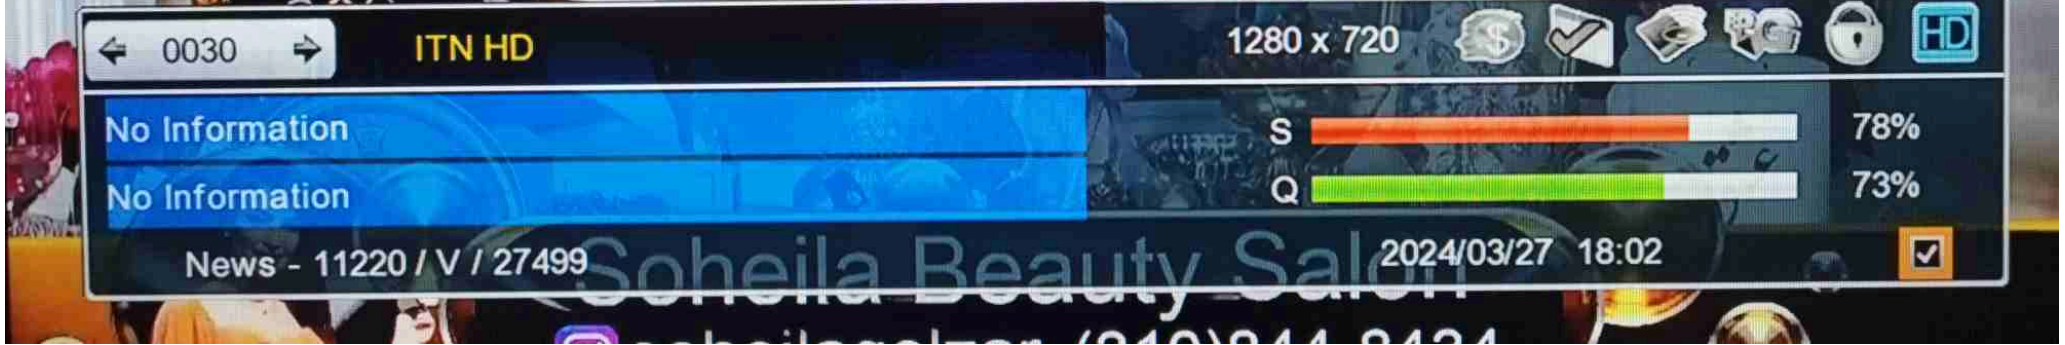 0030 ITN HD 1280 x 720 HD
No Information
S 78%
No Information
Q 73%
News - 11220 / V / 27499 2024/03/27 18:02
Soheila Beauty Salon